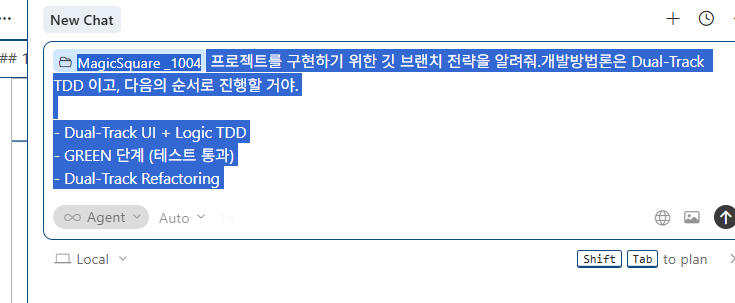 New Chat
## 1
MagicSquare _1004 프로젝트를 구현하기 위한 깃 브랜치 전략을 알려줘.개발방법론은 Dual-Track
TDD 이고, 다음의 순서로 진행할 거야.
- Dual-Track UI + Logic TDD
- GREEN 단계 (테스트 통과)
- Dual-Track Refactoring
Agent Auto
Local Shift Tab to plan